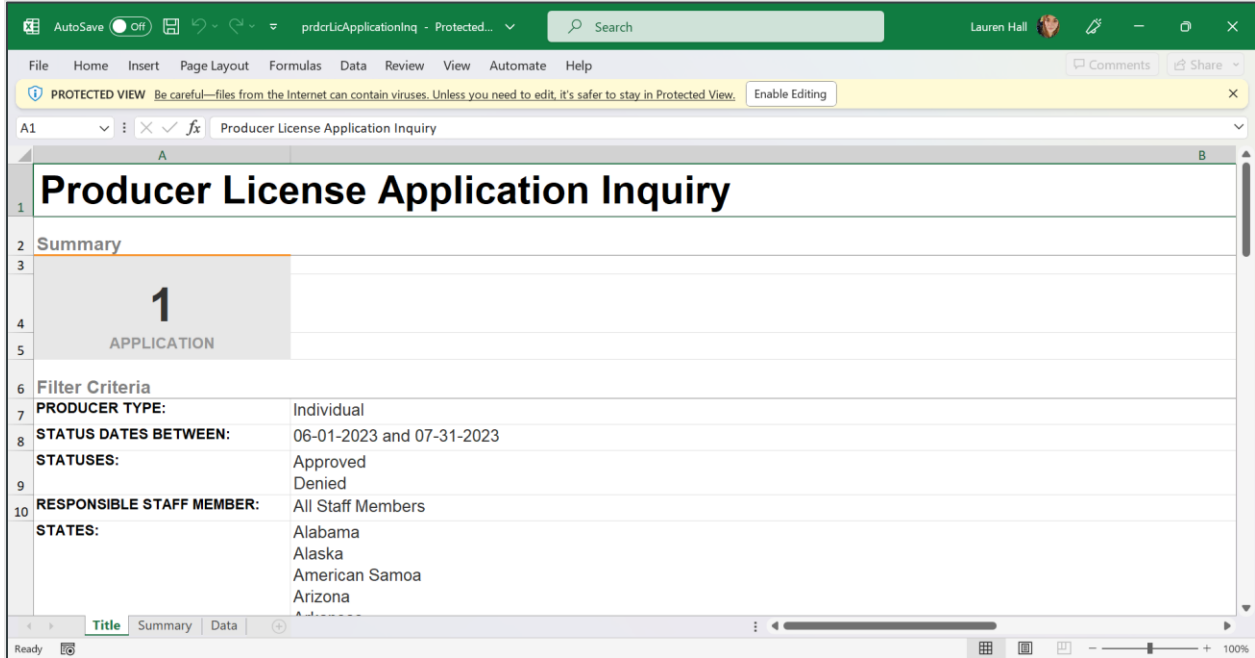 AutoSave Off prdcrLicApplicationInq - Protected... Search Lauren Hall
File Home Insert Page Layout Formulas Data Review View Automate Help Comments Share
PROTECTED VIEW Be careful—files from the Internet can contain viruses. Unless you need to edit, it's safer to stay in Protected View. Enable Editing
A1 fx Producer License Application Inquiry
A B
1 Producer License Application Inquiry
2 Summary
3
4 1
5 APPLICATION
6 Filter Criteria
7 PRODUCER TYPE: Individual
8 STATUS DATES BETWEEN: 06-01-2023 and 07-31-2023
STATUSES: Approved
9 Denied
10 RESPONSIBLE STAFF MEMBER: All Staff Members
STATES: Alabama
Alaska
American Samoa
Arizona
Title Summary Data
Ready 100%